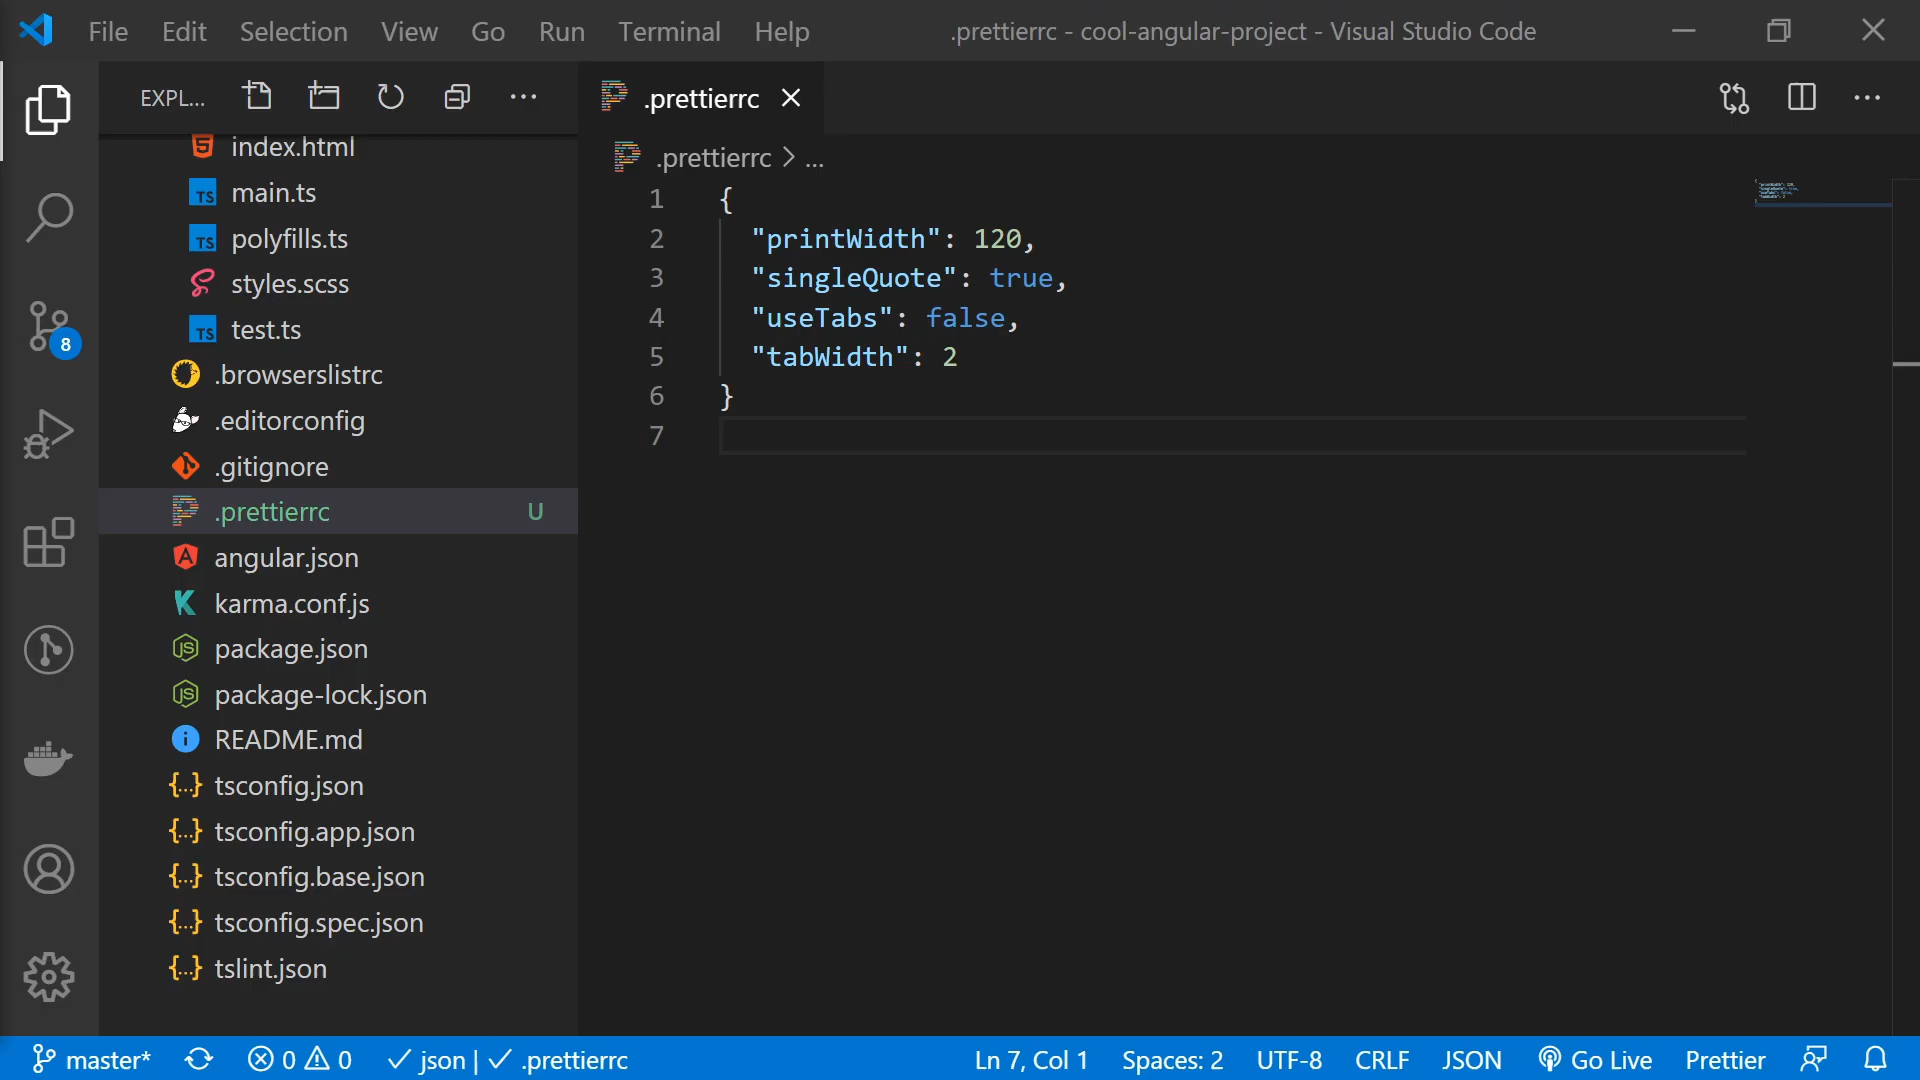 File Edit Selection View Go Run Terminal Help .prettierrc - cool-angular-project - Visual Studio Code
EXPL...
.prettierrc
index.html
main.ts
polyfills.ts
styles.scss
test.ts
.browserslistrc
.editorconfig
.gitignore
.prettierrc U
angular.json
karma.conf.js
package.json
package-lock.json
README.md
tsconfig.json
tsconfig.app.json
tsconfig.base.json
tsconfig.spec.json
tslint.json
8
.prettierrc > ...
1 {
2 "printWidth": 120,
3 "singleQuote": true,
4 "useTabs": false,
5 "tabWidth": 2
6 }
7
master* 0 0 json | .prettierrc Ln 7, Col 1 Spaces: 2 UTF-8 CRLF JSON Go Live Prettier